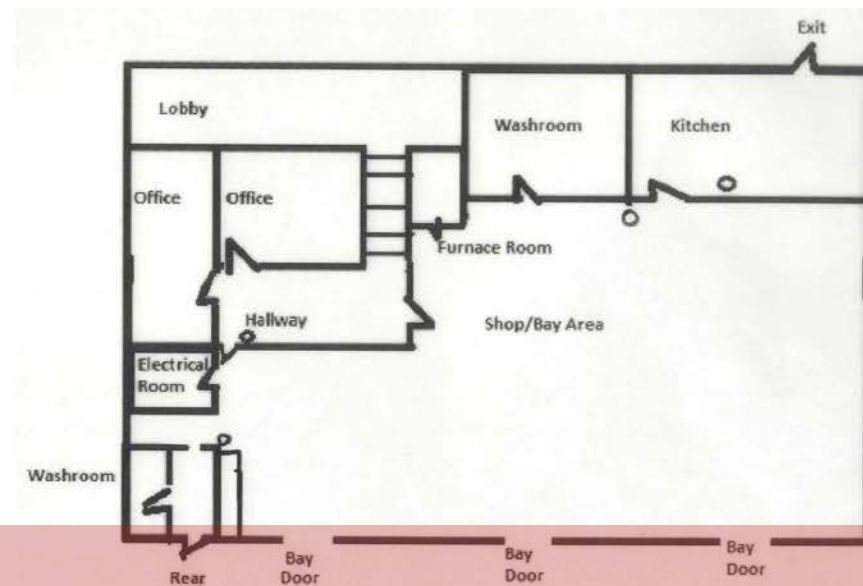 Exit
Lobby
Washroom
Kitchen
Office
Office
Furnace Room
Hallway
Shop/Bay Area
Electrical
Room
Washroom
Rear
Bay
Door
Bay
Door
Bay
Door